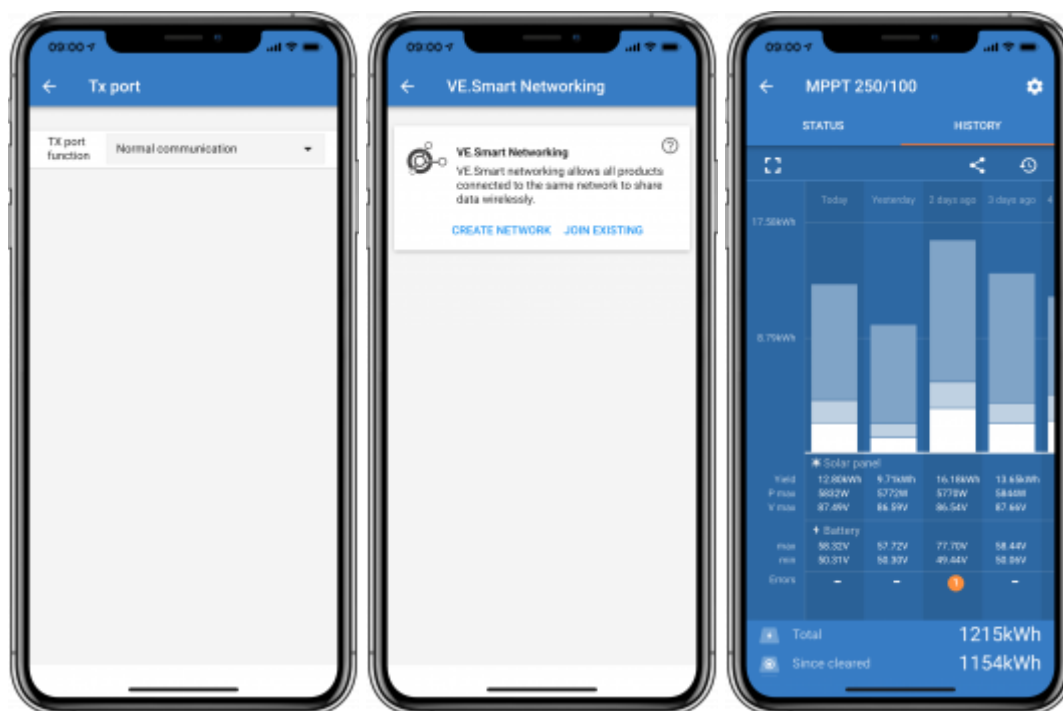 09:00
Tx port
TX port function
Normal communication
09:00
VE.Smart Networking
VE.Smart Networking
VE.Smart networking allows all products
connected to the same network to share
data wirelessly.
CREATE NETWORK JOIN EXISTING
09:00
MPPT 250/100
STATUS HISTORY
Today Yesterday 2 days ago 3 days ago 4
17.58kWh
8.79kWh
Solar panel
Yield 12.80kWh 9.71kWh 16.18kWh 13.65kWh
P max 5832W 5772W 5770W 5844W
V max 87.49V 86.59V 86.54V 87.66V
Battery
max 58.32V 57.72V 77.70V 58.44V
min 50.31V 50.30V 49.44V 50.06V
Errors – – 1 –
Total 1215kWh
Since cleared 1154kWh